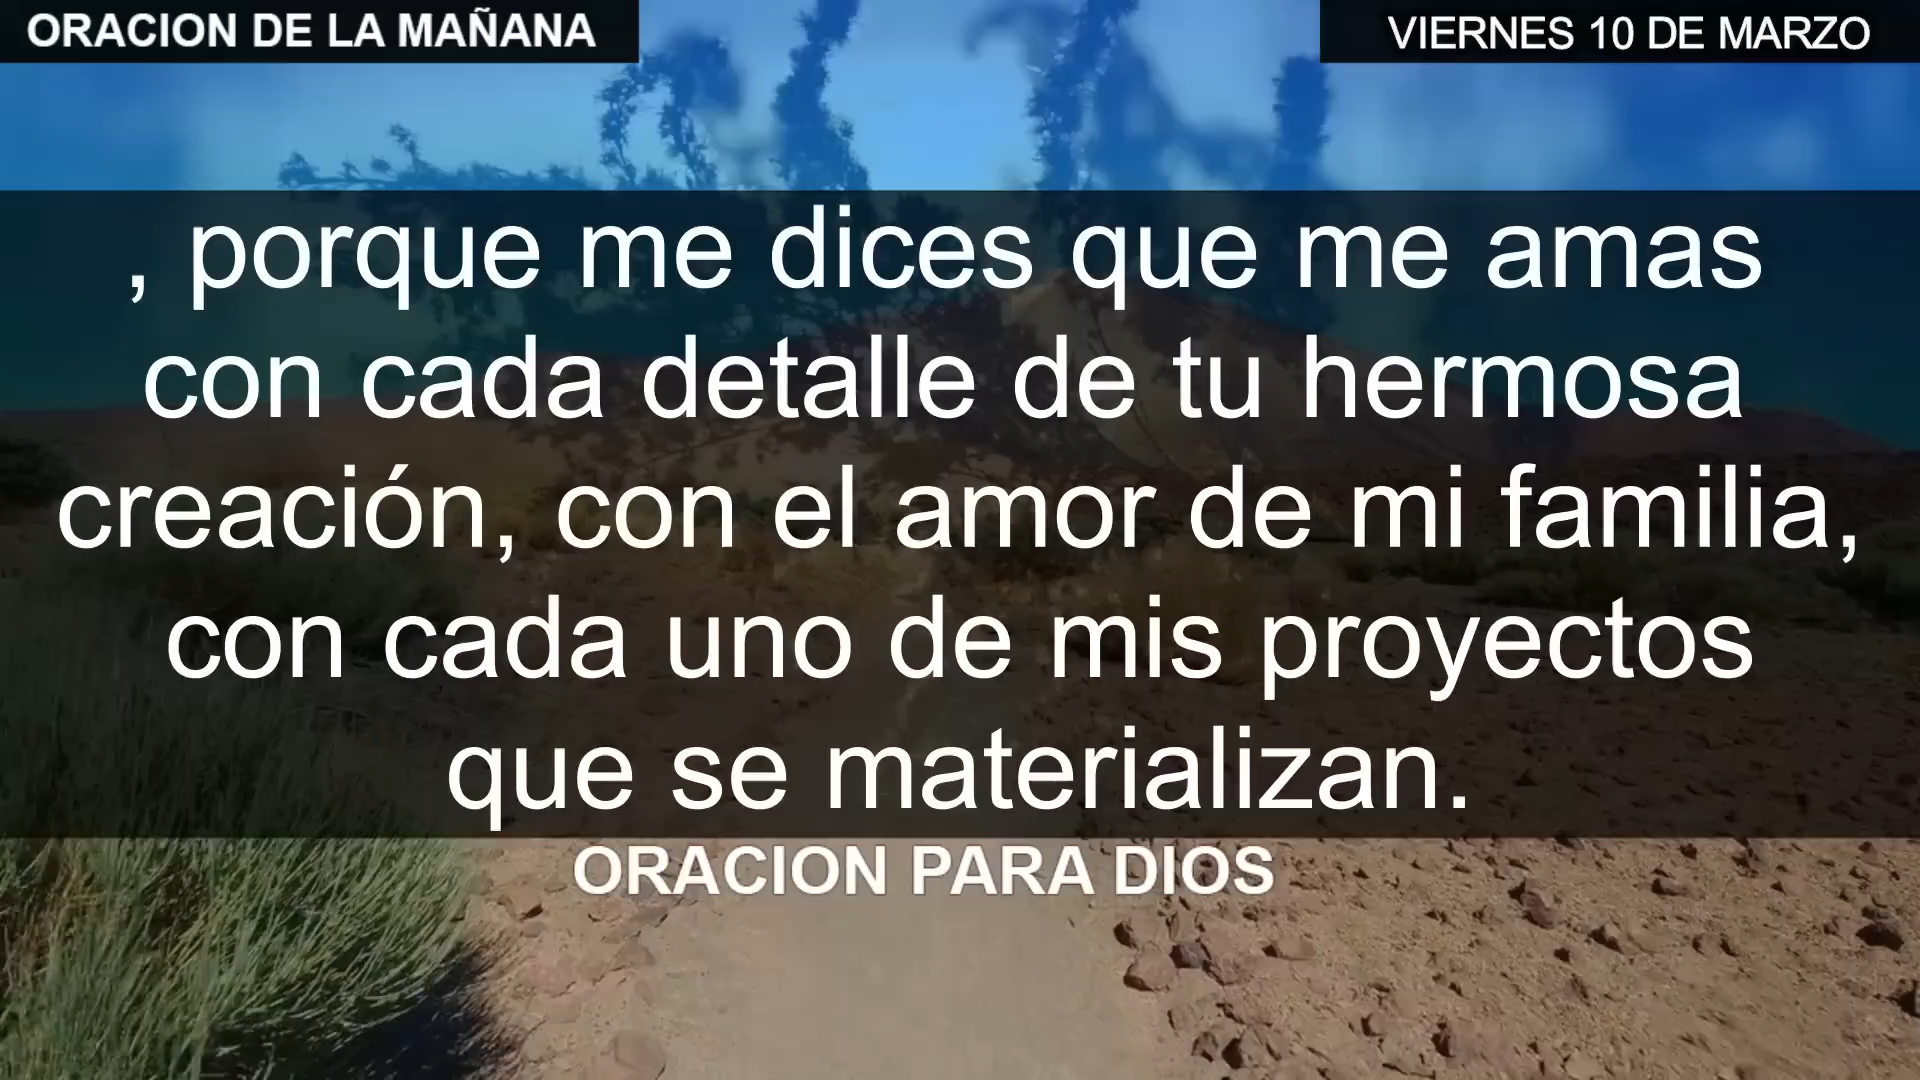 ORACION DE LA MAÑANA
VIERNES 10 DE MARZO
, porque me dices que me amas
con cada detalle de tu hermosa
creación, con el amor de mi familia,
con cada uno de mis proyectos
que se materializan.
ORACION PARA DIOS